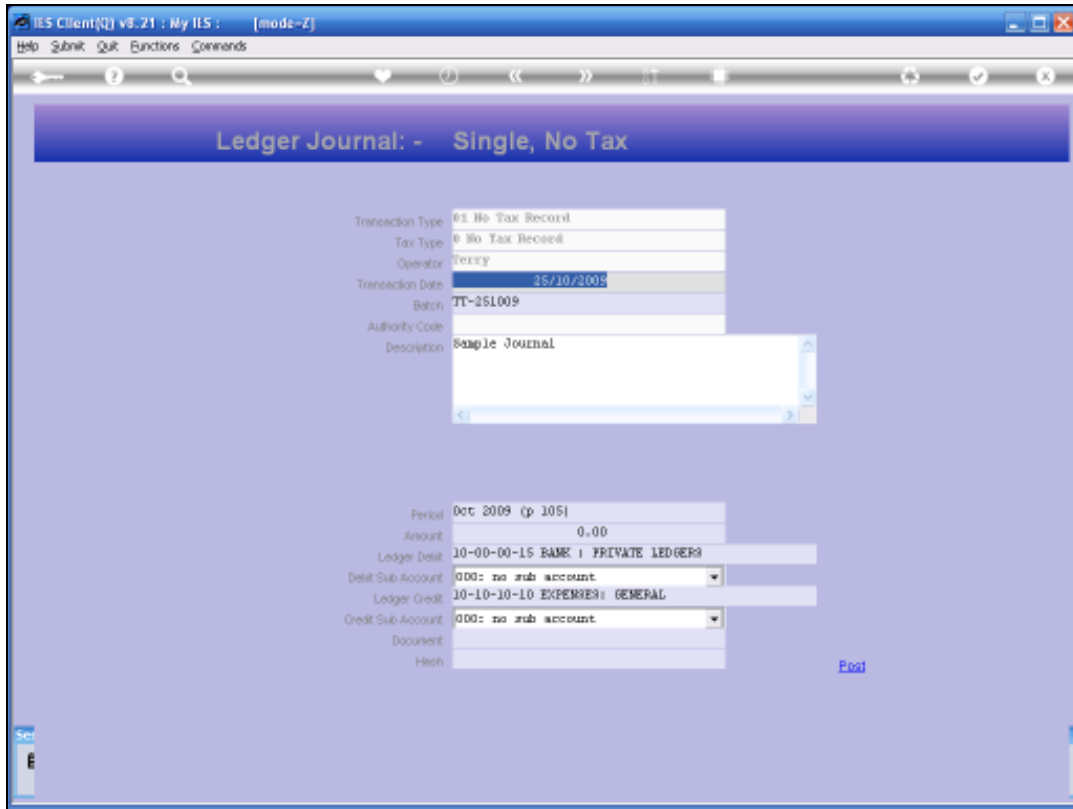 IES Client(Q) v8.21 : My IES : [mode-Z]
Help Submit Quit Functions Commands
Ledger Journal: - Single, No Tax
Transaction Type 01 No Tax Record
Tax Type 0 No Tax Record
Operator Terry
Transaction Date 25/10/2009
Batch TT-251009
Authority Code
Description Sample Journal
Period Oct 2009 (p 105)
Amount 0.00
Ledger Debit 10-00-00-15 BANK : PRIVATE LEDGERS
Debit Sub Account 000: no sub account
Ledger Credit 10-10-10-10 EXPENSES: GENERAL
Credit Sub Account 000: no sub account
Document
Hash
Post